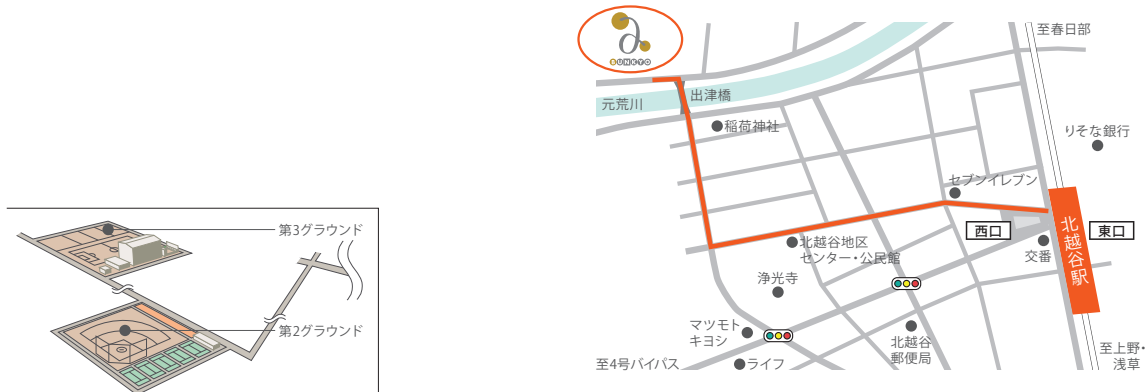 第3グラウンド
第2グラウンド
BUNKYO
至春日部
元荒川
出津橋
稲荷神社
りそな銀行
セブンイレブン
西口
東口
北越谷駅
交番
北越谷地区
センター・公民館
浄光寺
マツモト
キヨシ
北越谷
郵便局
至4号バイパス
ライフ
至上野・
浅草